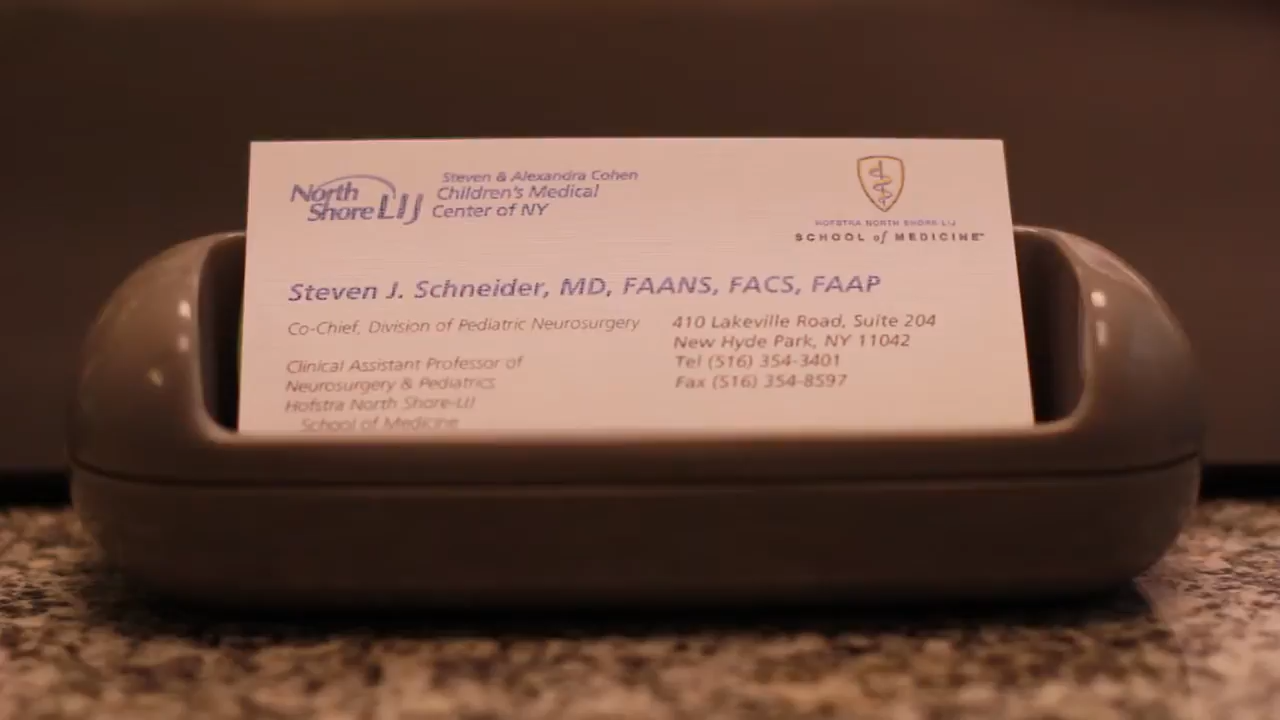 North
Shore LIJ
Steven & Alexandra Cohen
Children's Medical
Center of NY
HOFSTRA NORTH SHORE-LIJ
SCHOOL of MEDICINE
Steven J. Schneider, MD, FAANS, FACS, FAAP
Co-Chief, Division of Pediatric Neurosurgery
Clinical Assistant Professor of
Neurosurgery & Pediatrics
Hofstra North Shore-LIJ
School of Medicine
410 Lakeville Road, Suite 204
New Hyde Park, NY 11042
Tel (516) 354-3401
Fax (516) 354-8597